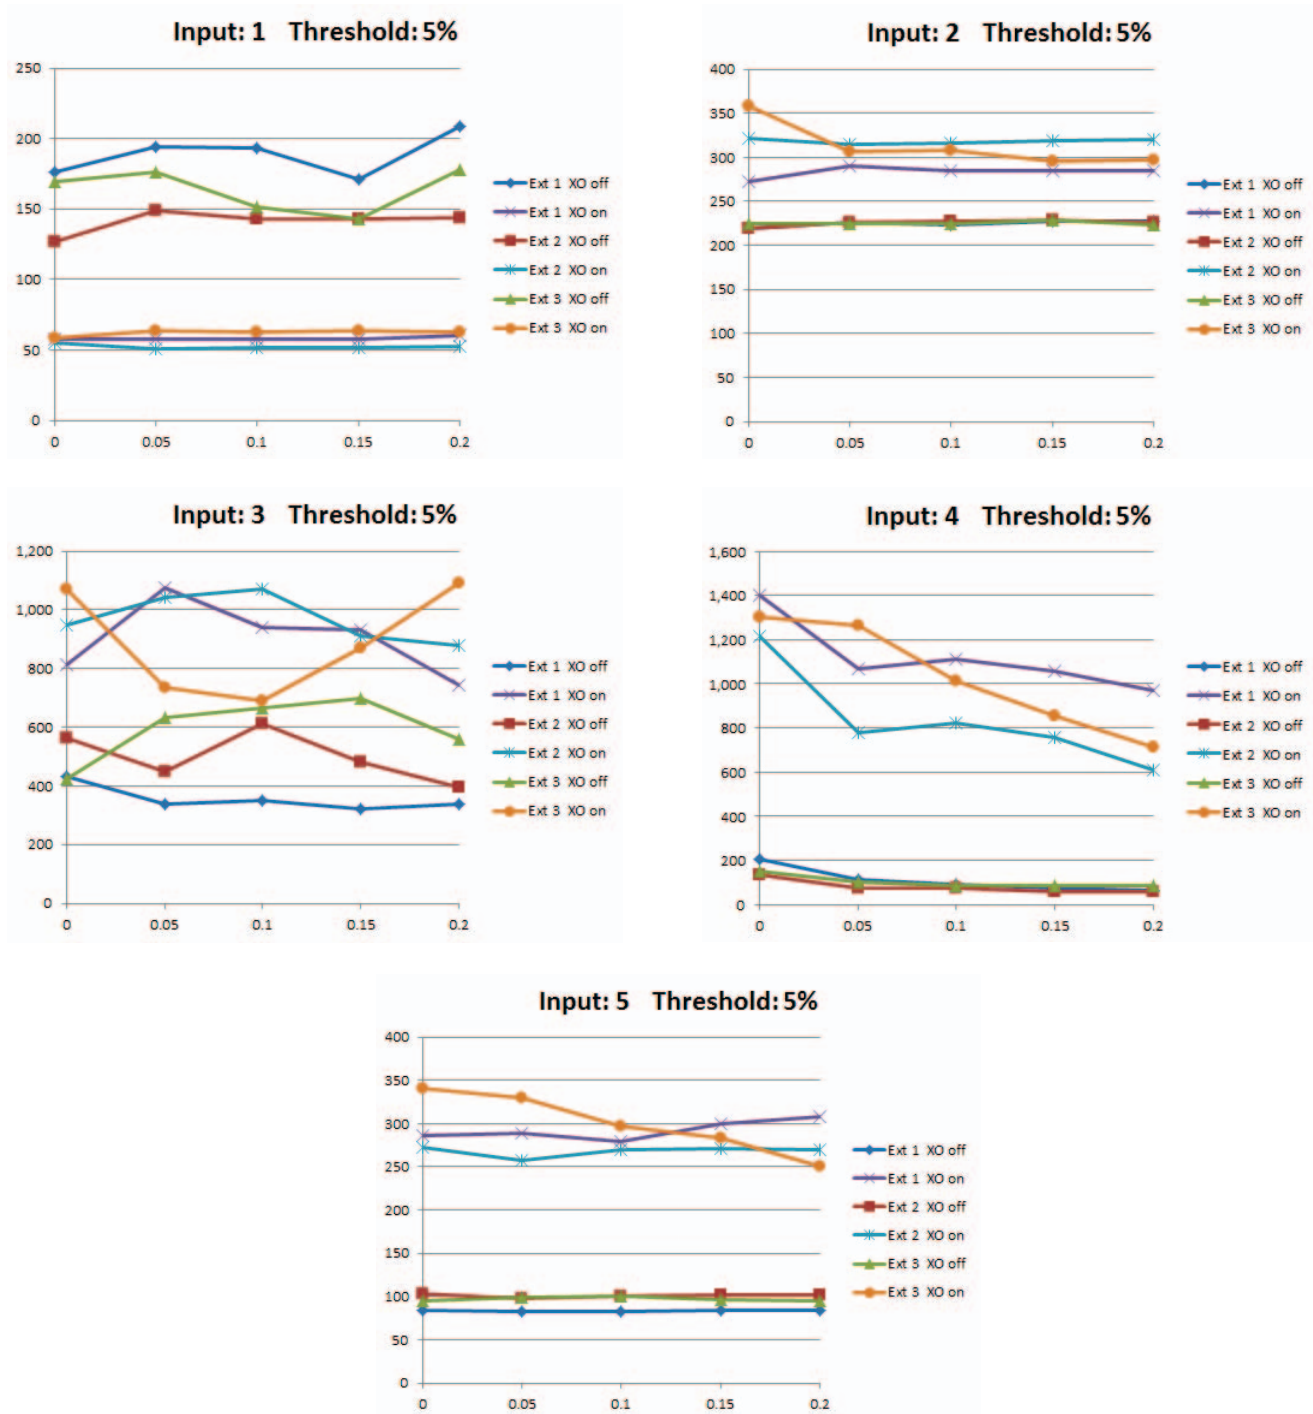 Input: 1 Threshold: 5%
250
200
150
100
50
0
0 0.05 0.1 0.15 0.2
Ext 1 XO off
Ext 1 XO on
Ext 2 XO off
Ext 2 XO on
Ext 3 XO off
Ext 3 XO on
Input: 2 Threshold: 5%
400
350
300
250
200
150
100
50
0
0 0.05 0.1 0.15 0.2
Ext 1 XO off
Ext 1 XO on
Ext 2 XO off
Ext 2 XO on
Ext 3 XO off
Ext 3 XO on
Input: 3 Threshold: 5%
1,200
1,000
800
600
400
200
0
0 0.05 0.1 0.15 0.2
Ext 1 XO off
Ext 1 XO on
Ext 2 XO off
Ext 2 XO on
Ext 3 XO off
Ext 3 XO on
Input: 4 Threshold: 5%
1,600
1,400
1,200
1,000
800
600
400
200
0
0 0.05 0.1 0.15 0.2
Ext 1 XO off
Ext 1 XO on
Ext 2 XO off
Ext 2 XO on
Ext 3 XO off
Ext 3 XO on
Input: 5 Threshold: 5%
400
350
300
250
200
150
100
50
0
0 0.05 0.1 0.15 0.2
Ext 1 XO off
Ext 1 XO on
Ext 2 XO off
Ext 2 XO on
Ext 3 XO off
Ext 3 XO on